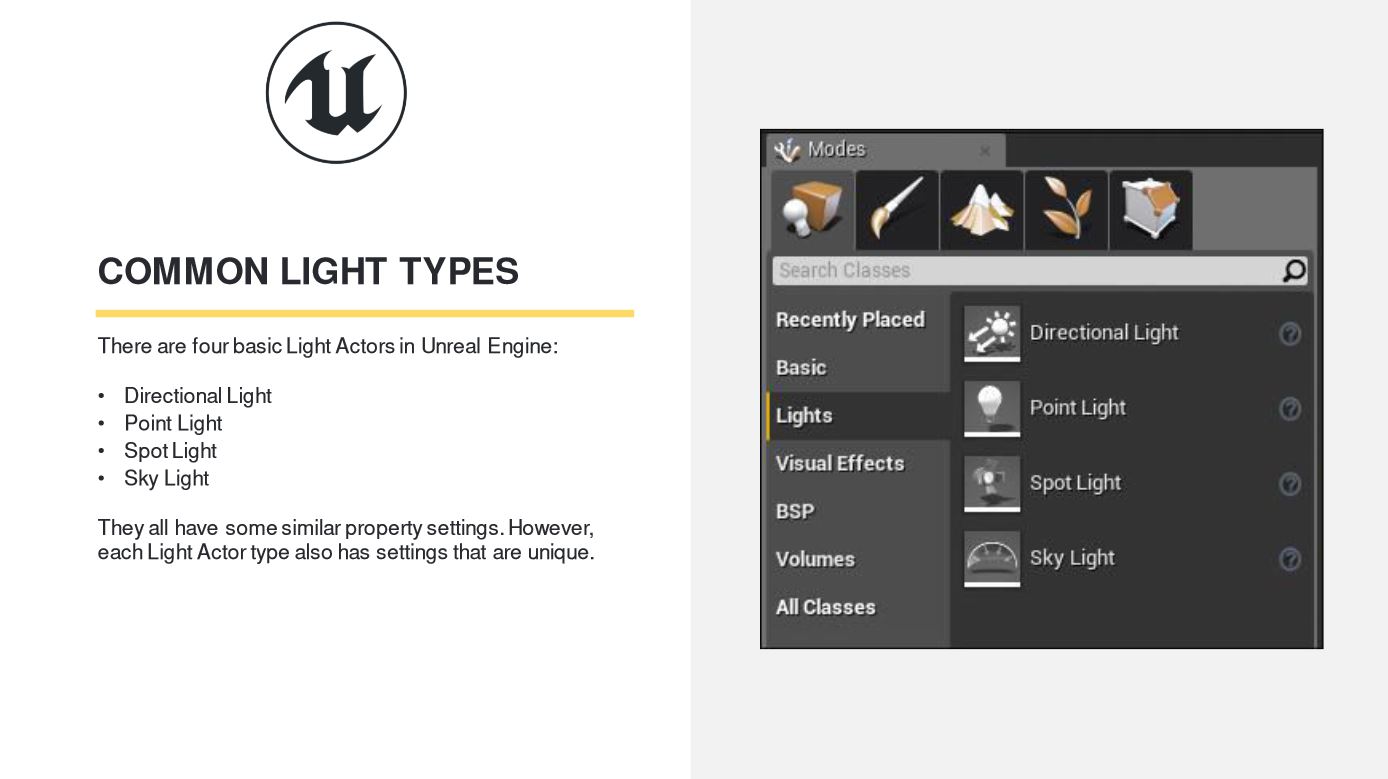 COMMON LIGHT TYPES
There are four basic Light Actors in Unreal Engine:
• Directional Light
• Point Light
• Spot Light
• Sky Light
They all have some similar property settings. However,
each Light Actor type also has settings that are unique.
Modes
Search Classes
Recently Placed
Basic
Lights
Visual Effects
BSP
Volumes
All Classes
Directional Light
Point Light
Spot Light
Sky Light